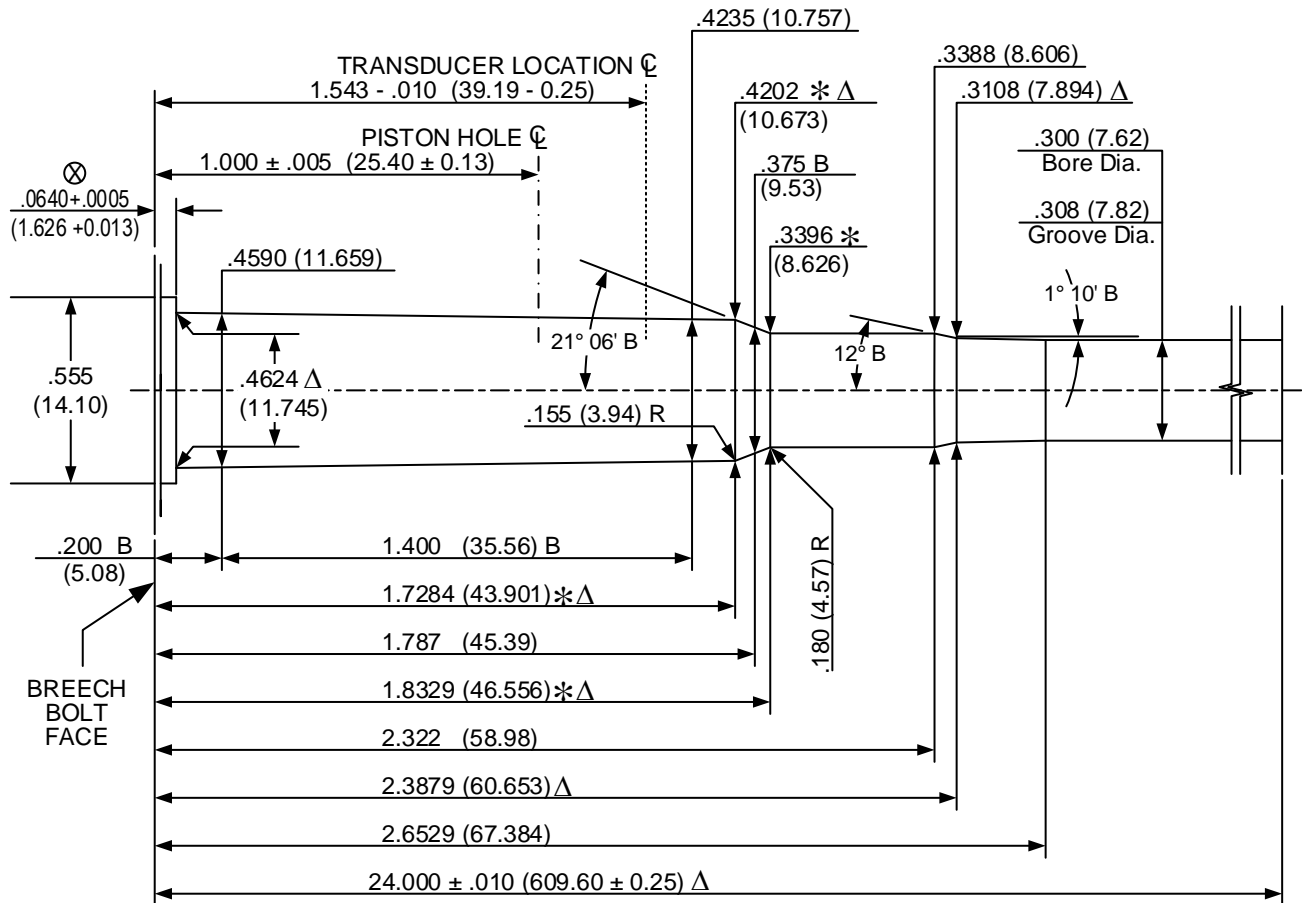 .4235 (10.757)
TRANSDUCER LOCATION ℄
1.543 - .010 (39.19 - 0.25)
.3388 (8.606)
.4202 ✻ Δ
(10.673)
.3108 (7.894) Δ
PISTON HOLE ℄
1.000 ± .005 (25.40 ± 0.13)
.300 (7.62)
Bore Dia.
⊗
.0640+.0005
(1.626 +0.013)
.375 B
(9.53)
.308 (7.82)
Groove Dia.
.4590 (11.659)
.3396 ✻
(8.626)
1° 10' B
21° 06' B
12° B
.555
(14.10)
.4624 Δ
(11.745)
.155 (3.94) R
.200 B
(5.08)
1.400 (35.56) B
.180 (4.57) R
1.7284 (43.901) ✻ Δ
1.787 (45.39)
BREECH
BOLT
FACE
1.8329 (46.556) ✻ Δ
2.322 (58.98)
2.3879 (60.653) Δ
2.6529 (67.384)
24.000 ± .010 (609.60 ± 0.25) Δ